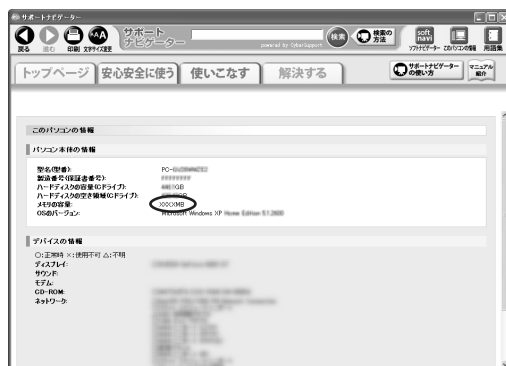 サポートナビゲーター
戻る 進む 印刷 文字サイズ変更
サポート
ナビゲーター
powered by CyberSupport
検索
検索の
方法
soft
navi
ソフトナビゲーター このパソコンの情報 用語集
トップページ 安心安全に使う 使いこなす 解決する
サポートナビゲーター
の使い方
マニュアル
紹介
このパソコンの情報
パソコン本体の情報
型名(型番): PC-
製造番号(保証書番号):
ハードディスクの容量(Cドライブ): GB
ハードディスクの空き領域(Cドライブ): GB
メモリの容量: XXXXMB
OSのバージョン: Microsoft Windows XP Home Edition 5.1.2600
デバイスの情報
○:正常時 ×:使用不可 △:不明
ディスプレイ:
サウンド:
モデム:
CD-ROM:
ネットワーク: